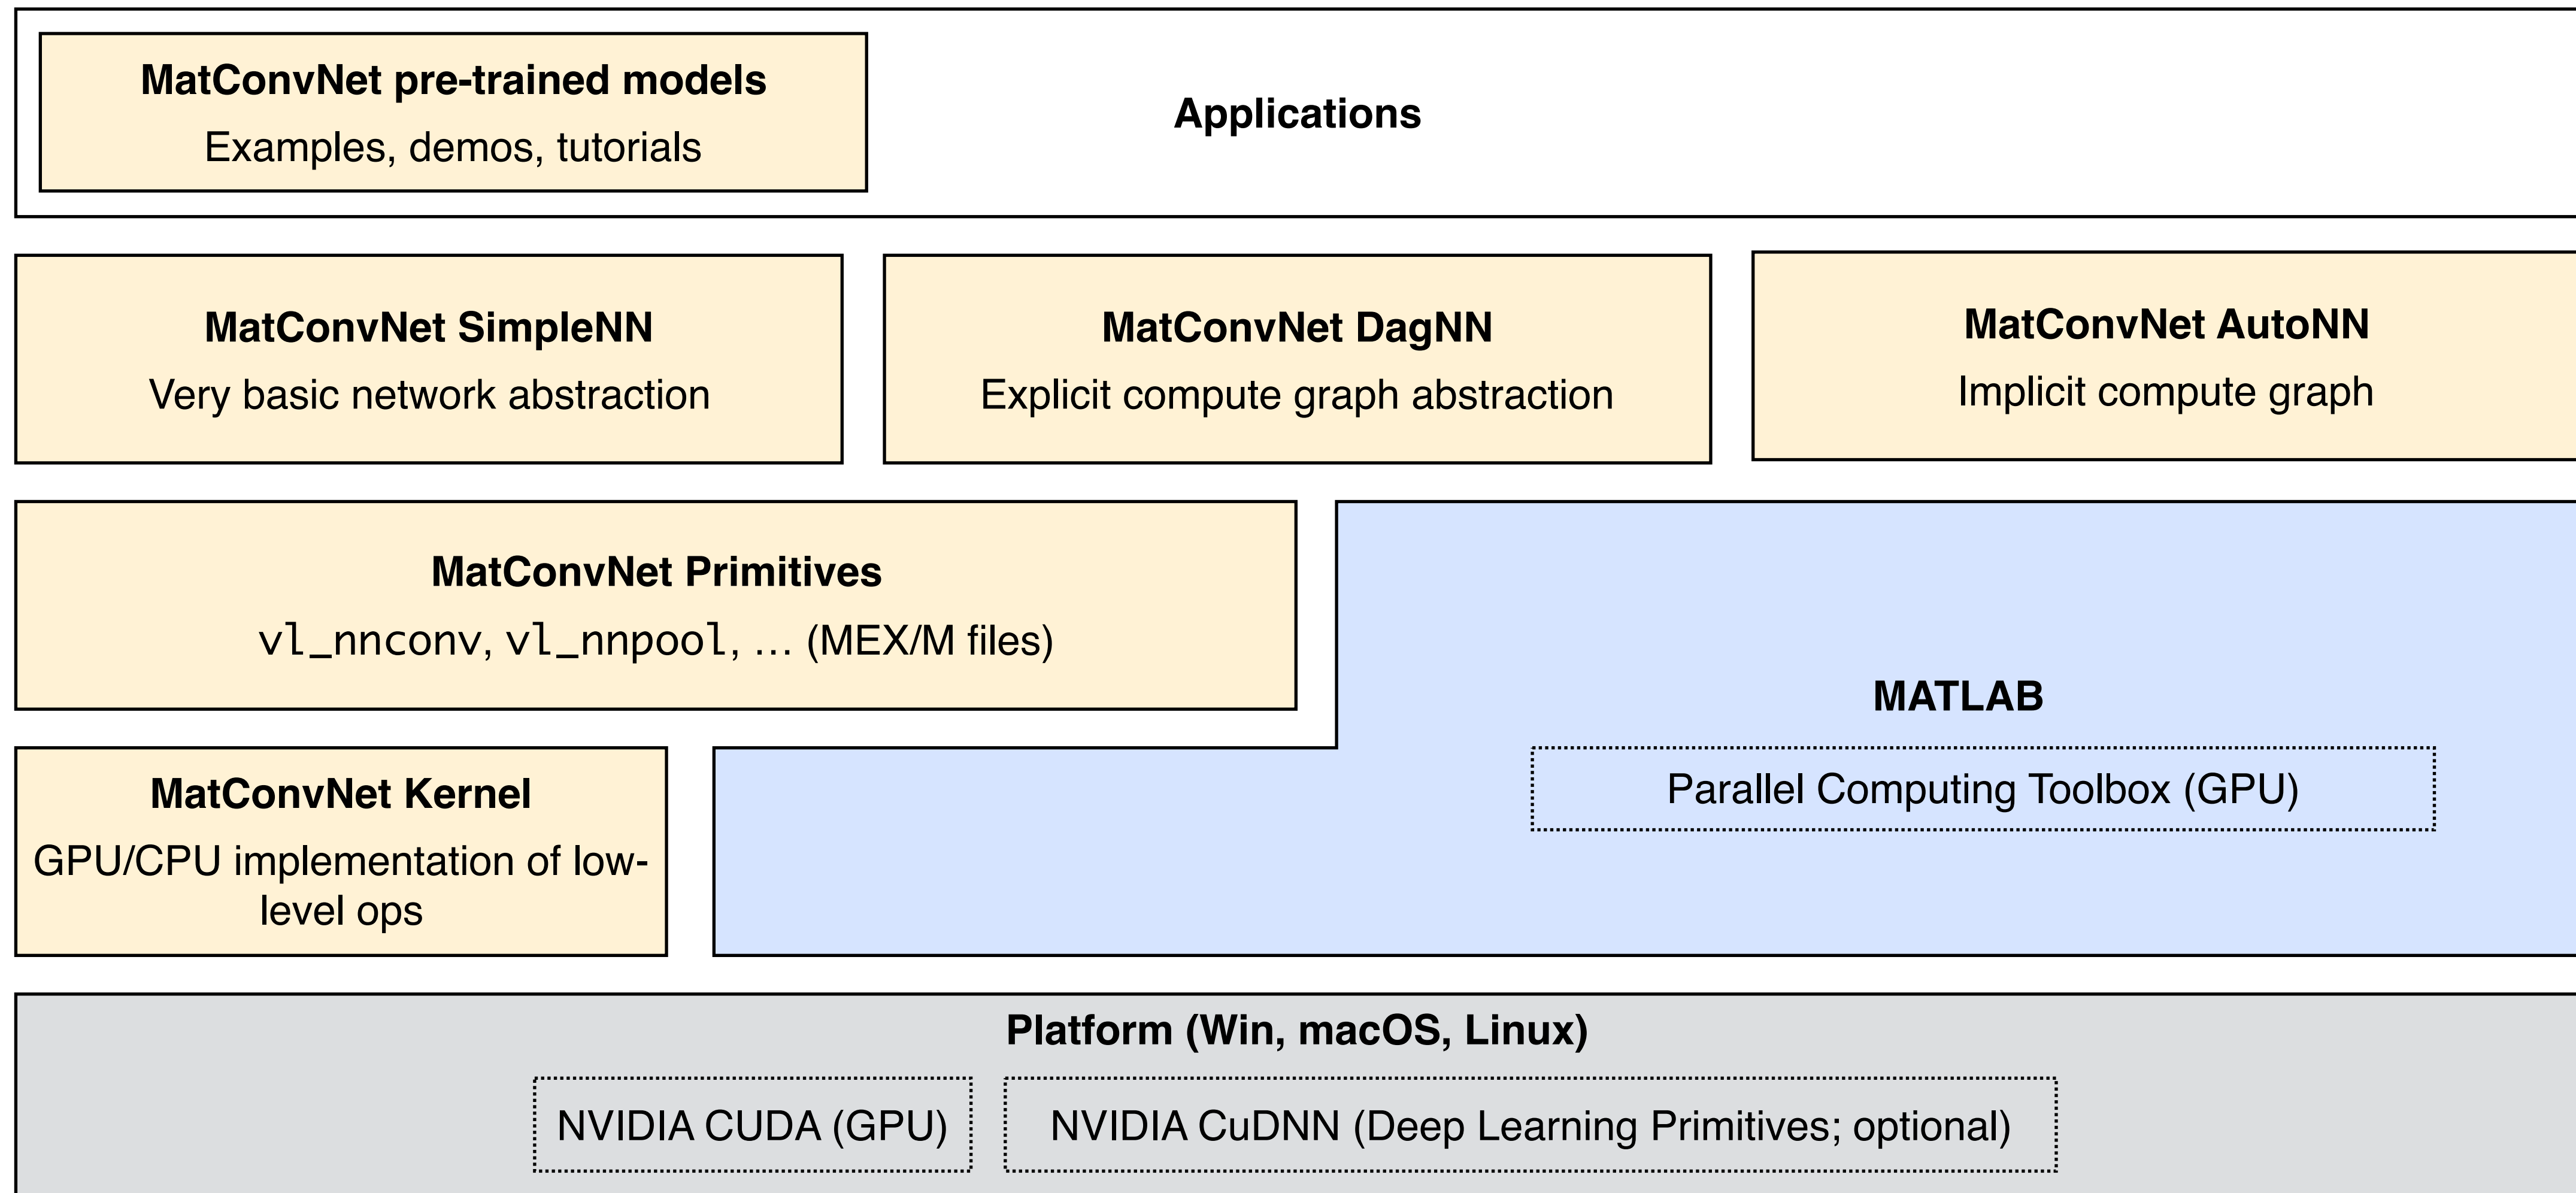 MatConvNet pre-trained models
Examples, demos, tutorials
Applications
MatConvNet SimpleNN
Very basic network abstraction
MatConvNet DagNN
Explicit compute graph abstraction
MatConvNet AutoNN
Implicit compute graph
MatConvNet Primitives
vl_nnconv, vl_nnpool, … (MEX/M files)
MATLAB
Parallel Computing Toolbox (GPU)
MatConvNet Kernel
GPU/CPU implementation of low-
level ops
Platform (Win, macOS, Linux)
NVIDIA CUDA (GPU)
NVIDIA CuDNN (Deep Learning Primitives; optional)